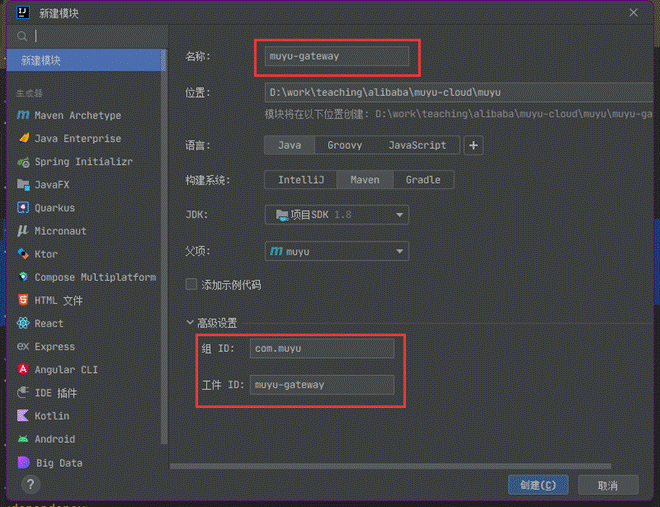 新建模块
新建模块
生成器
Maven Archetype
Java Enterprise
Spring Initializr
JavaFX
Quarkus
Micronaut
Ktor
Compose Multiplatform
HTML 文件
React
Express
Angular CLI
IDE 插件
Kotlin
Android
Big Data
?
名称: muyu-gateway
位置: D:\work\teaching\alibaba\muyu-cloud\muyu
模块将在以下位置创建: D:\work\teaching\alibaba\muyu-cloud\muyu\muyu-ga
语言: Java Groovy JavaScript +
构建系统: IntelliJ Maven Gradle
JDK: 项目SDK 1.8
父项: muyu
添加示例代码
高级设置
组 ID: com.muyu
工件 ID: muyu-gateway
创建(C) 取消